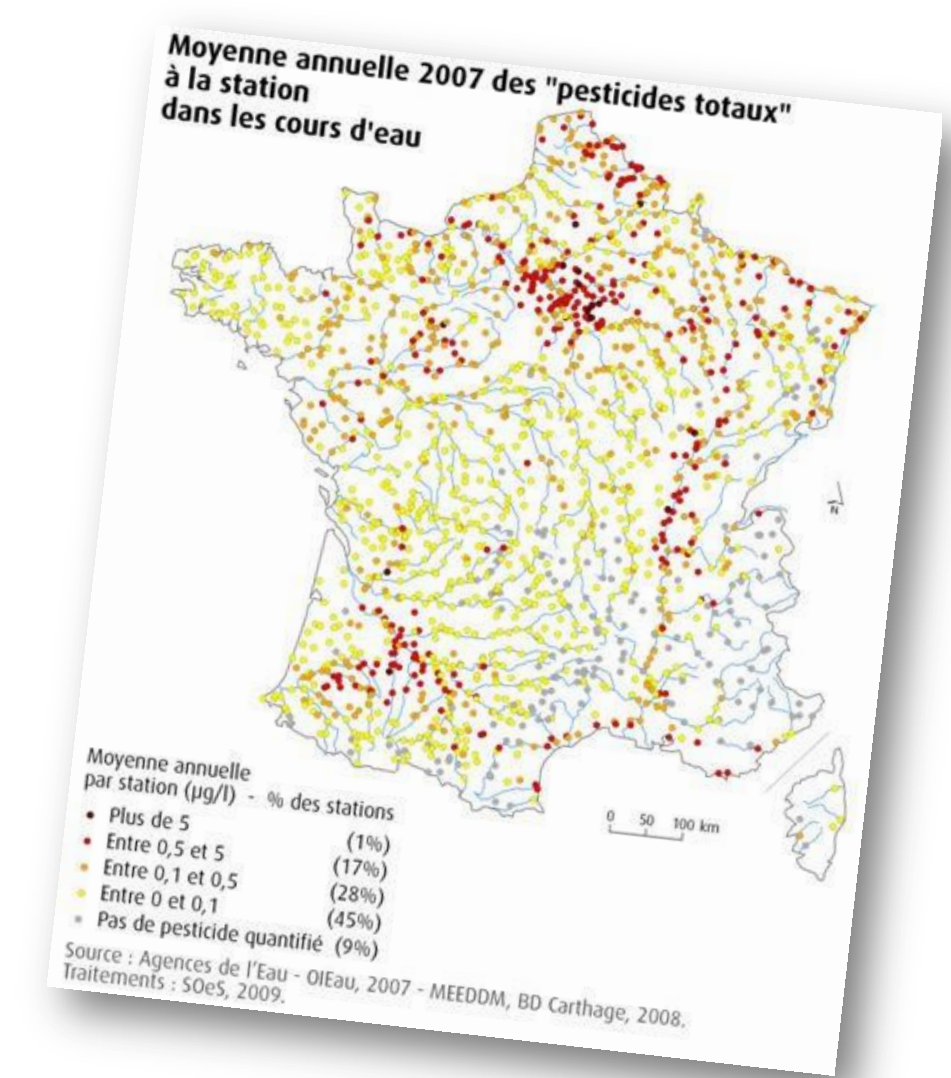 Moyenne annuelle 2007 des "pesticides totaux"
à la station
dans les cours d'eau
N
Moyenne annuelle
par station (µg/l) - % des stations
Plus de 5 (1%)
Entre 0,5 et 5 (17%)
Entre 0,1 et 0,5 (28%)
Entre 0 et 0,1 (45%)
Pas de pesticide quantifié (9%)
0 50 100 km
Source : Agences de l'Eau - OIEau, 2007 - MEEDDM, BD Carthage, 2008.
Traitements : SOeS, 2009.